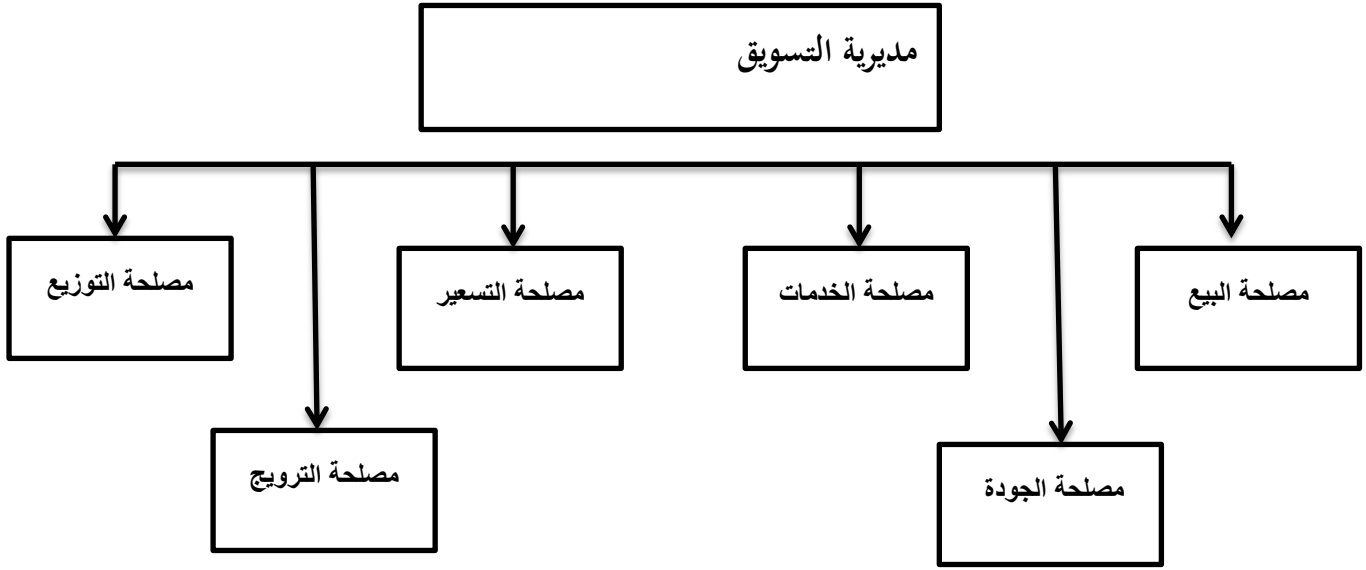 مديرية التسويق
مصلحة البيع
مصلحة الخدمات
مصلحة التسعير
مصلحة التوزيع
مصلحة الجودة
مصلحة الترويج